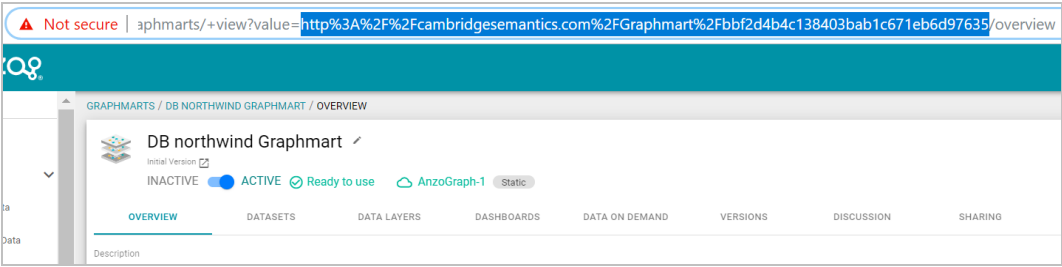 Not secure | aphmarts/+view?value=http%3A%2F%2Fcambridgesemantics.com%2FGraphmart%2Fbbf2d4b4c138403bab1c671eb6d97635/overview
GRAPHMARTS / DB NORTHWIND GRAPHMART / OVERVIEW
DB northwind Graphmart
Initial Version
INACTIVE ACTIVE Ready to use AnzoGraph-1 Static
OVERVIEW DATASETS DATA LAYERS DASHBOARDS DATA ON DEMAND VERSIONS DISCUSSION SHARING
ta
Data
Description